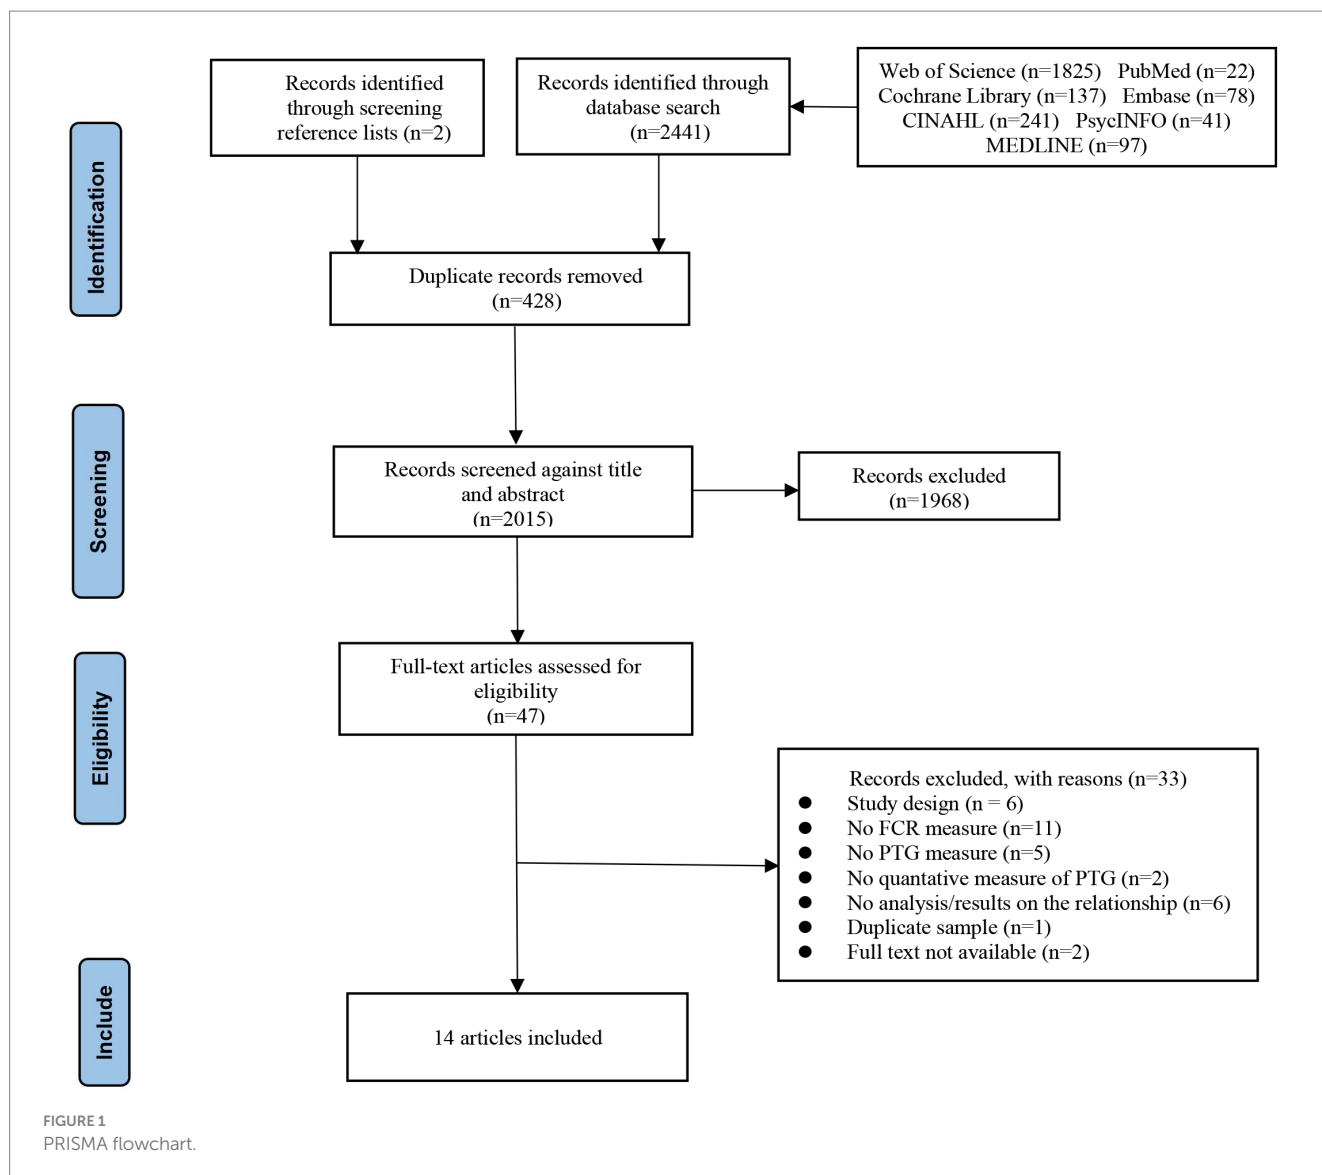 Records identified
through screening
reference lists (n=2)
Records identified through
database search
(n=2441)
Web of Science (n=1825) PubMed (n=22)
Cochrane Library (n=137) Embase (n=78)
CINAHL (n=241) PsycINFO (n=41)
MEDLINE (n=97)
Identification
Duplicate records removed
(n=428)
Screening
Records screened against title
and abstract
(n=2015)
Records excluded
(n=1968)
Eligibility
Full-text articles assessed for
eligibility
(n=47)
Records excluded, with reasons (n=33)
● Study design (n = 6)
● No FCR measure (n=11)
● No PTG measure (n=5)
● No quantative measure of PTG (n=2)
● No analysis/results on the relationship (n=6)
● Duplicate sample (n=1)
● Full text not available (n=2)
Include
14 articles included
FIGURE 1
PRISMA flowchart.